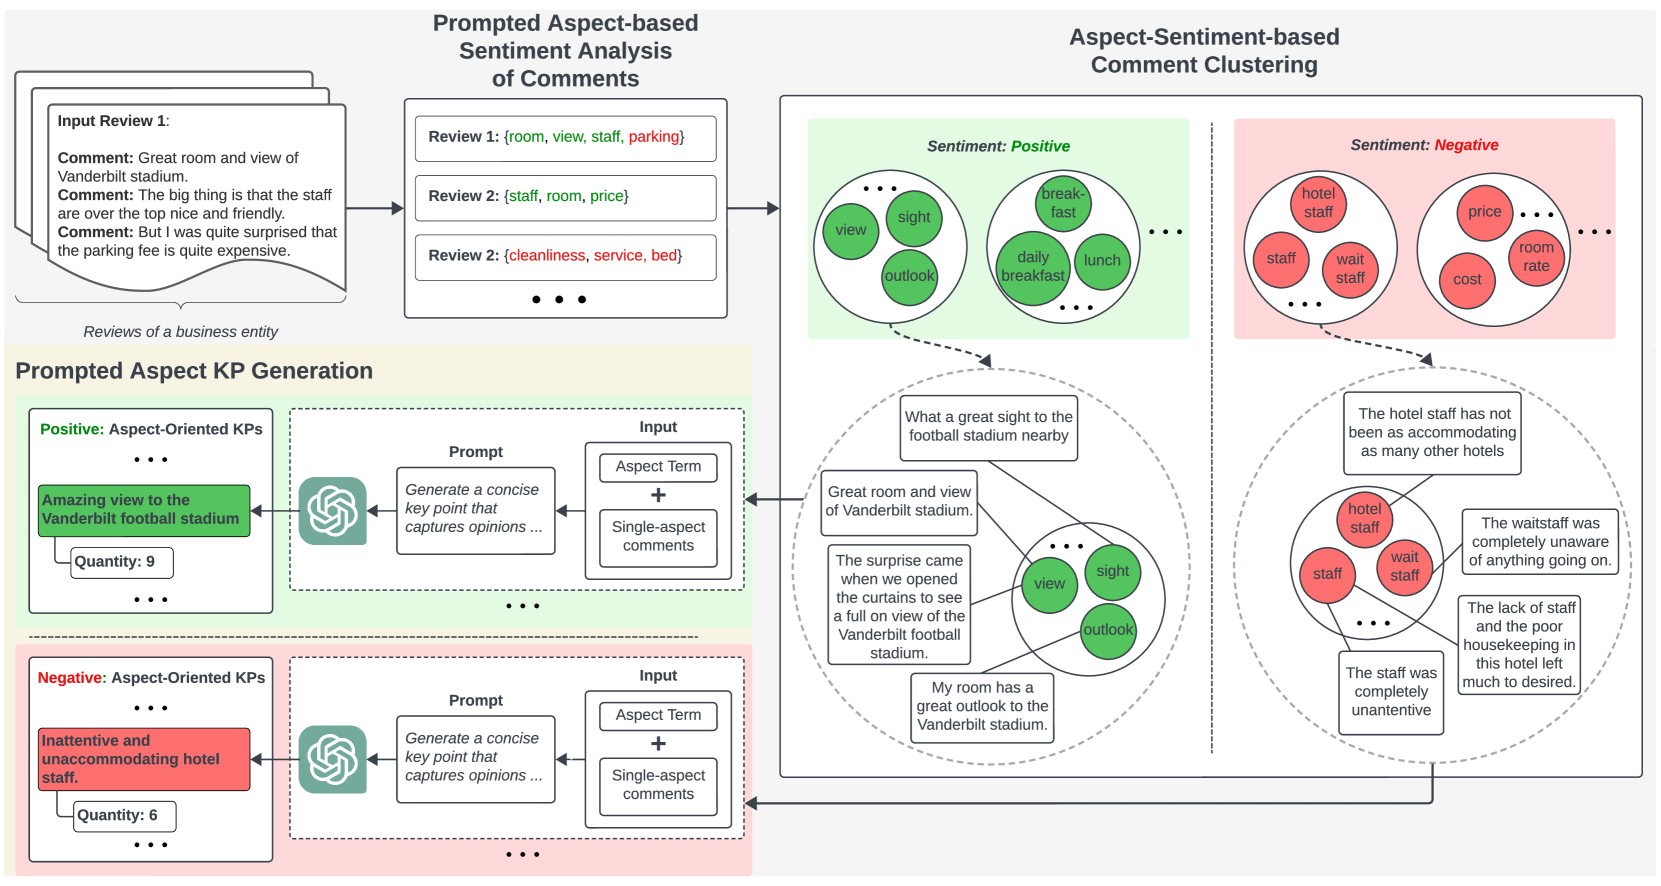 Prompted Aspect-based
Sentiment Analysis
of Comments
Aspect-Sentiment-based
Comment Clustering
Input Review 1:
Comment: Great room and view of
Vanderbilt stadium.
Comment: The big thing is that the staff
are over the top nice and friendly.
Comment: But I was quite surprised that
the parking fee is quite expensive.
Reviews of a business entity
Review 1: {room, view, staff, parking}
Review 2: {staff, room, price}
Review 2: {cleanliness, service, bed}
• • •
Sentiment: Positive
• • •
view
sight
outlook
break-
fast
daily
breakfast
lunch
• • •
• • •
Sentiment: Negative
hotel
staff
staff
wait
staff
• • •
price
• • •
room
rate
cost
• • •
What a great sight to the
football stadium nearby
Great room and view
of Vanderbilt stadium.
The surprise came
when we opened
the curtains to see
a full on view of the
Vanderbilt football
stadium.
My room has a
great outlook to the
Vanderbilt stadium.
• • •
view
sight
outlook
The hotel staff has not
been as accommodating
as many other hotels
hotel
staff
staff
wait
staff
• • •
The waitstaff was
completely unaware
of anything going on.
The lack of staff
and the poor
housekeeping in
this hotel left
much to desired.
The staff was
completely
unantentive
Prompted Aspect KP Generation
Positive: Aspect-Oriented KPs
• • •
Amazing view to the
Vanderbilt football stadium
Quantity: 9
• • •
Prompt
Generate a concise
key point that
captures opinions ...
Input
Aspect Term
+
Single-aspect
comments
• • •
Negative: Aspect-Oriented KPs
• • •
Inattentive and
unaccommodating hotel
staff.
Quantity: 6
• • •
Prompt
Generate a concise
key point that
captures opinions ...
Input
Aspect Term
+
Single-aspect
comments
• • •